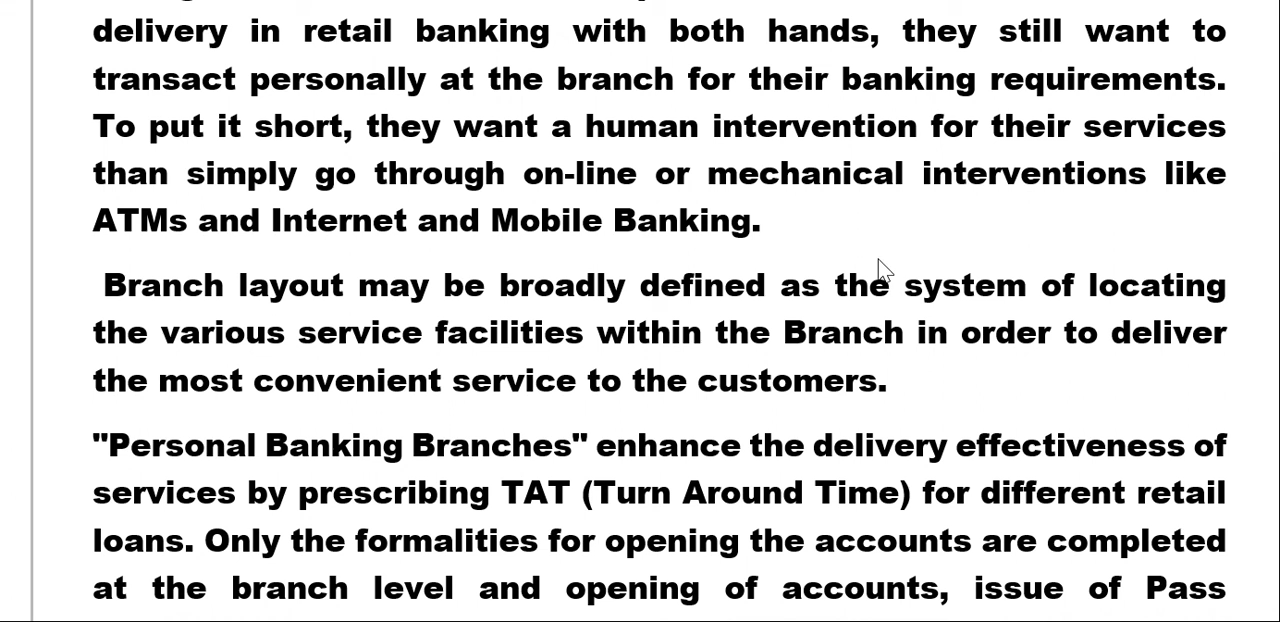 delivery in retail banking with both hands, they still want to
transact personally at the branch for their banking requirements.
To put it short, they want a human intervention for their services
than simply go through on-line or mechanical interventions like
ATMs and Internet and Mobile Banking.
Branch layout may be broadly defined as the system of locating
the various service facilities within the Branch in order to deliver
the most convenient service to the customers.
"Personal Banking Branches" enhance the delivery effectiveness of
services by prescribing TAT (Turn Around Time) for different retail
loans. Only the formalities for opening the accounts are completed
at the branch level and opening of accounts, issue of Pass